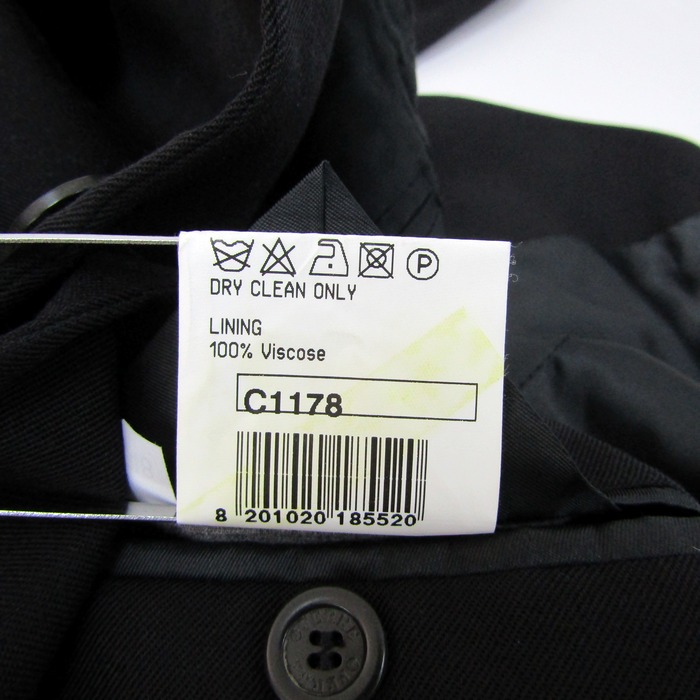 P
DRY CLEAN ONLY
LINING
100% Viscose
C1178
8 201020 185520